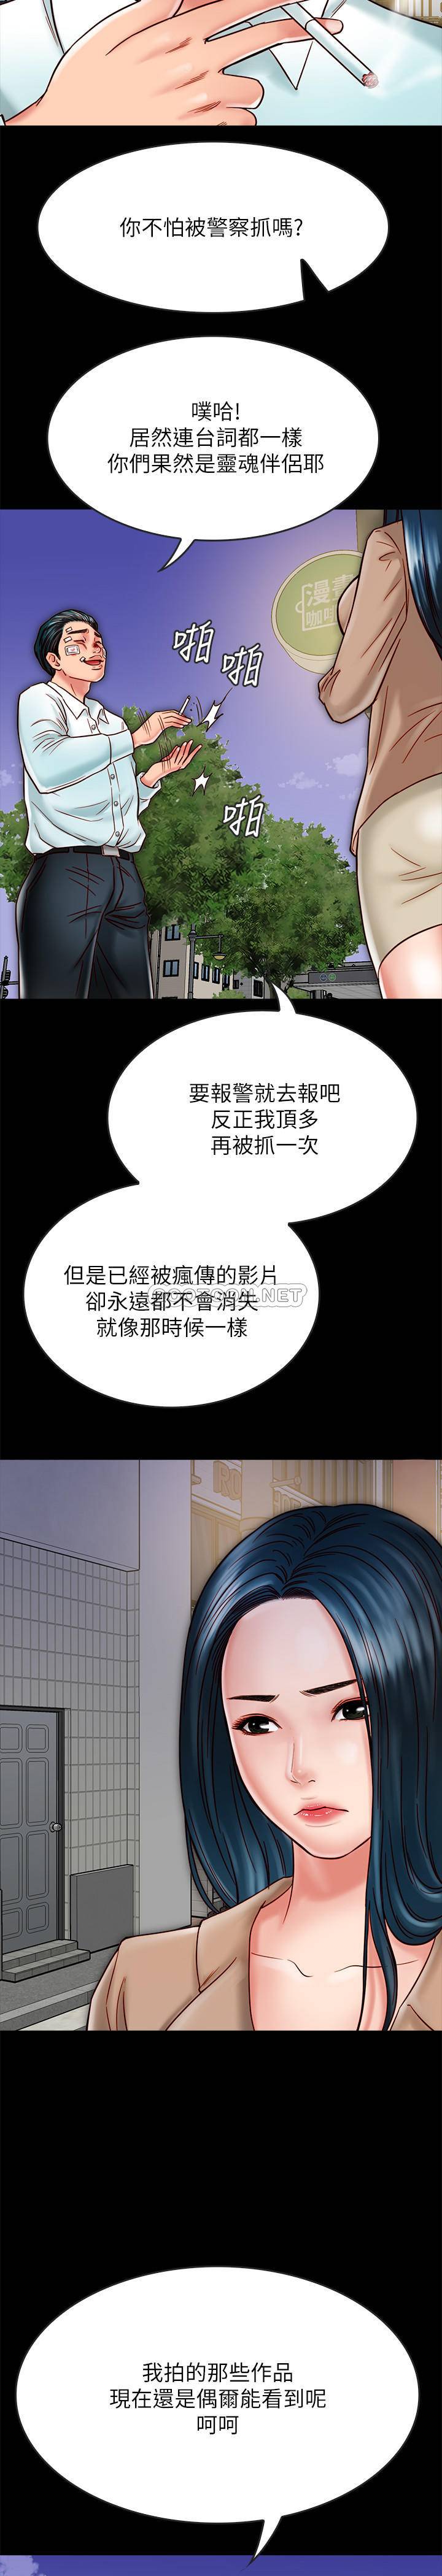 你不怕被警察抓嗎?
噗哈!
居然連台詞都一樣
你們果然是靈魂伴侶耶
漫畫
咖啡
啪
啪
啪
要報警就去報吧
反正我頂多
再被抓一次
但是已經被瘋傳的影片
卻永遠都不會消失
就像那時候一樣
我拍的那些作品
現在還是偶爾能看到呢
呵呵